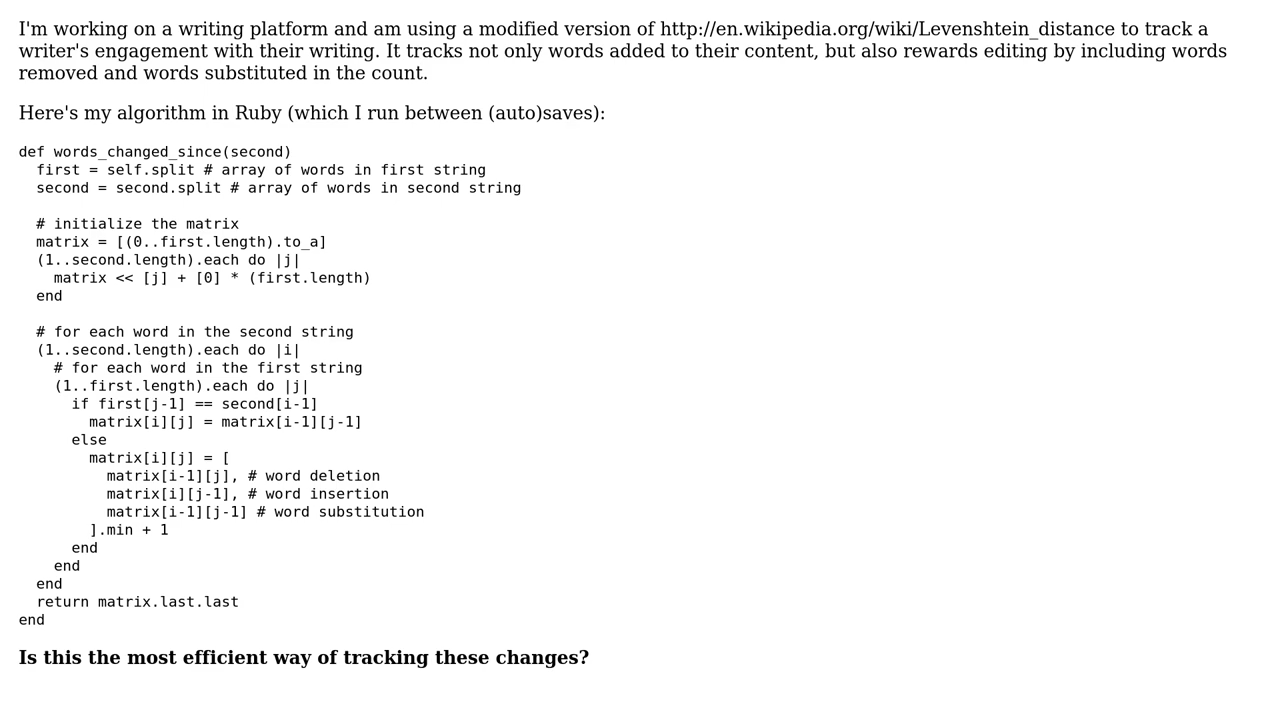 I'm working on a writing platform and am using a modified version of http://en.wikipedia.org/wiki/Levenshtein_distance to track a
writer's engagement with their writing. It tracks not only words added to their content, but also rewards editing by including words
removed and words substituted in the count.
Here's my algorithm in Ruby (which I run between (auto)saves):
def words_changed_since(second)
  first = self.split # array of words in first string
  second = second.split # array of words in second string

  # initialize the matrix
  matrix = [(0..first.length).to_a]
  (1..second.length).each do |j|
    matrix << [j] + [0] * (first.length)
  end

  # for each word in the second string
  (1..second.length).each do |i|
    # for each word in the first string
    (1..first.length).each do |j|
      if first[j-1] == second[i-1]
        matrix[i][j] = matrix[i-1][j-1]
      else
        matrix[i][j] = [
          matrix[i-1][j], # word deletion
          matrix[i][j-1], # word insertion
          matrix[i-1][j-1] # word substitution
        ].min + 1
      end
    end
  end
  return matrix.last.last
end
Is this the most efficient way of tracking these changes?